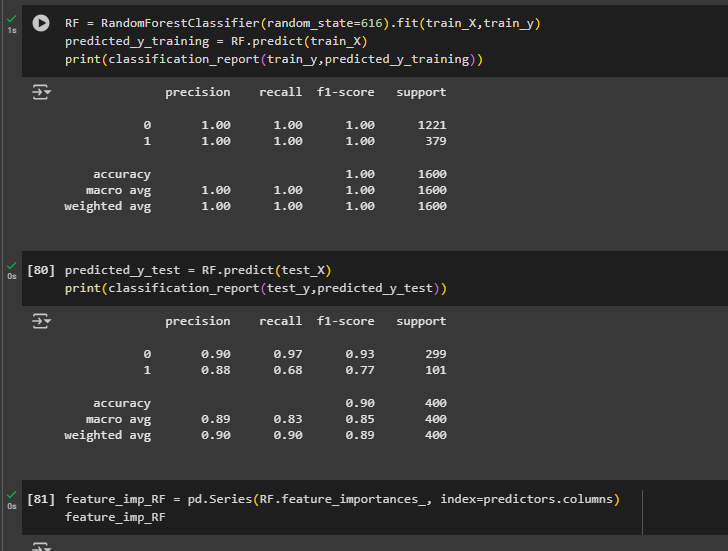 1s
RF = RandomForestClassifier(random_state=616).fit(train_X,train_y)
predicted_y_training = RF.predict(train_X)
print(classification_report(train_y,predicted_y_training))
precision recall f1-score support
0 1.00 1.00 1.00 1221
1 1.00 1.00 1.00 379
accuracy 1.00 1600
macro avg 1.00 1.00 1.00 1600
weighted avg 1.00 1.00 1.00 1600
0s
[80] predicted_y_test = RF.predict(test_X)
print(classification_report(test_y,predicted_y_test))
precision recall f1-score support
0 0.90 0.97 0.93 299
1 0.88 0.68 0.77 101
accuracy 0.90 400
macro avg 0.89 0.83 0.85 400
weighted avg 0.90 0.90 0.89 400
0s
[81] feature_imp_RF = pd.Series(RF.feature_importances_, index=predictors.columns)
feature_imp_RF